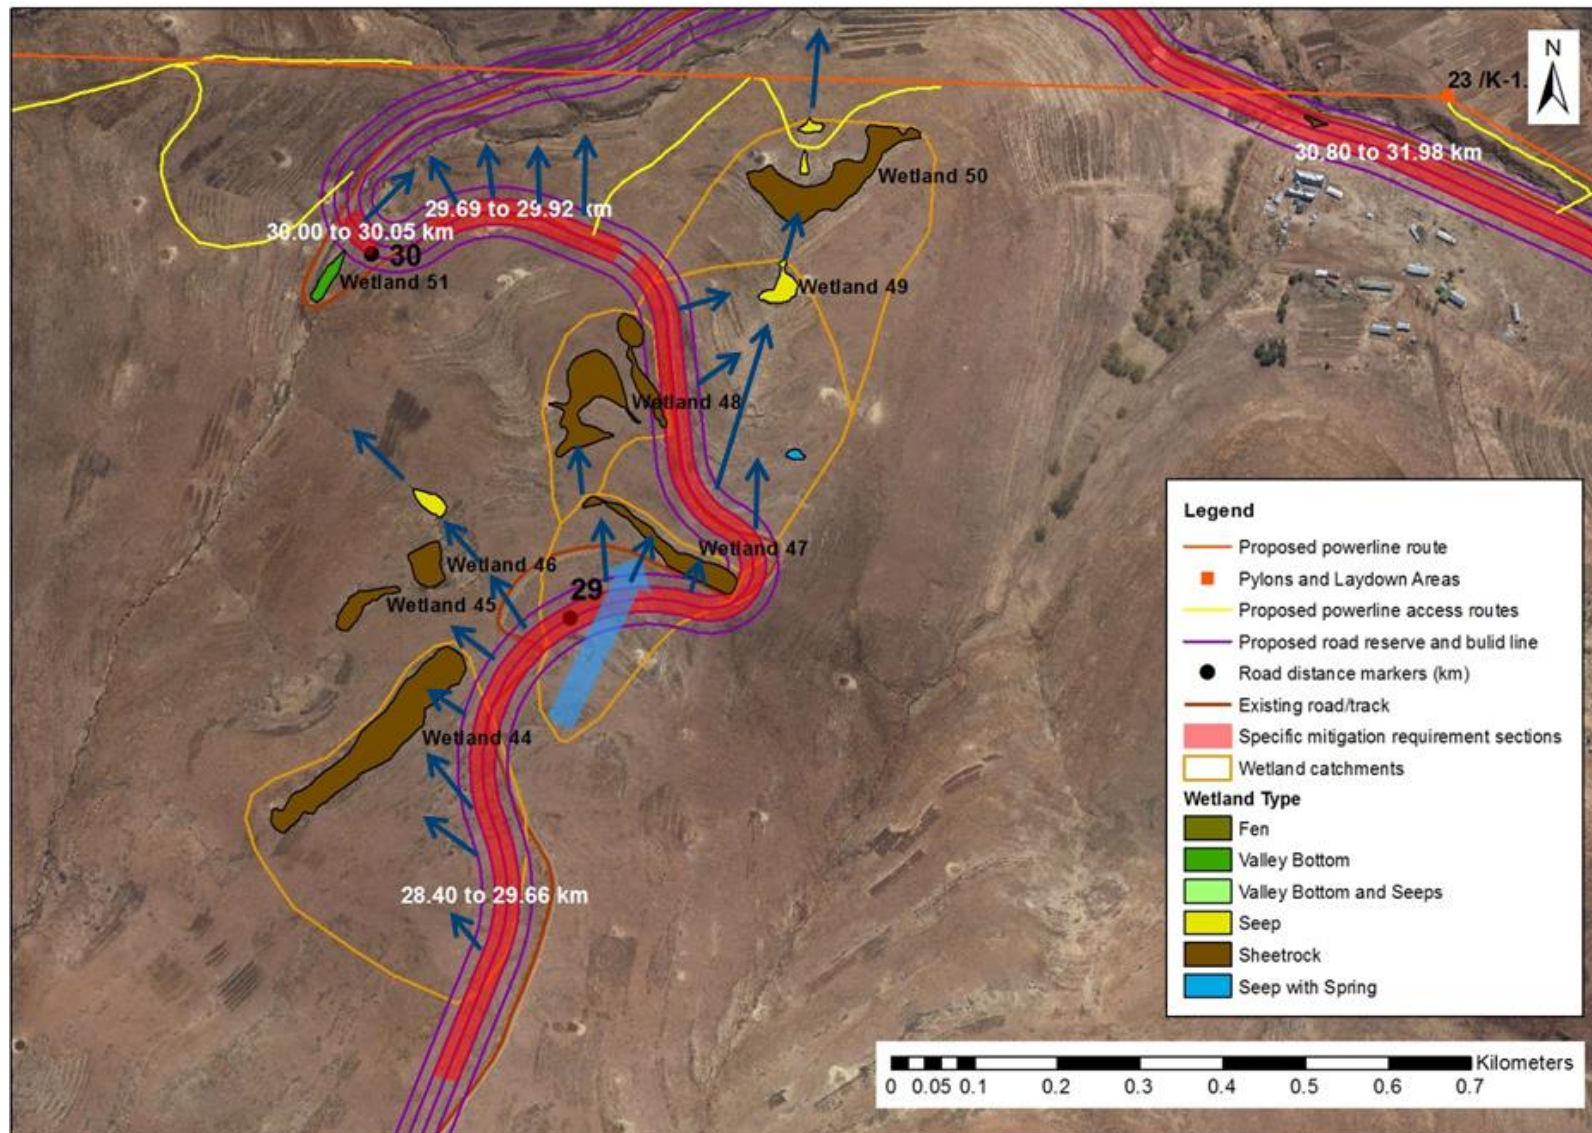 N
23 /K-1.
30.80 to 31.98 km
Wetland 50
29.69 to 29.92 km
30.00 to 30.05 km
30
Wetland 51
Wetland 49
Wetland 48
Wetland 47
Wetland 46
29
Wetland 45
Wetland 44
28.40 to 29.66 km
Legend
Proposed powerline route
Pylons and Laydown Areas
Proposed powerline access routes
Proposed road reserve and bulid line
Road distance markers (km)
Existing road/track
Specific mitigation requirement sections
Wetland catchments
Wetland Type
Fen
Valley Bottom
Valley Bottom and Seeps
Seep
Sheetrock
Seep with Spring
Kilometers
0 0.05 0.1 0.2 0.3 0.4 0.5 0.6 0.7